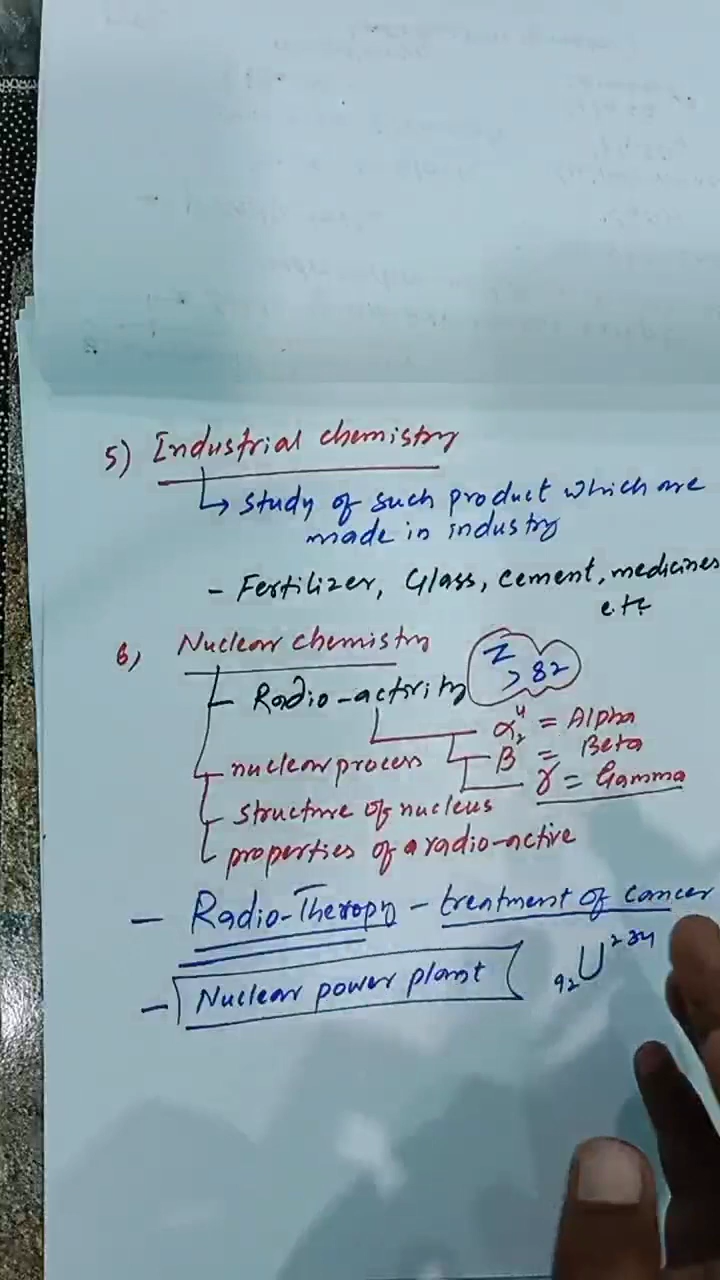 5) Industrial chemistry
↳ study of such product which are
made in industry
- Fertilizer, Glass, cement, medicines
etc
6) Nuclear chemistry
Z > 82
Radio-activity
α₂⁴ = Alpha
nuclear process
β = Beta
γ = Gamma
structure of nucleus
properties of a radio-active
- Radio-Therapy - treatment of cancer
- Nuclear power plant
₉₂U²³⁴